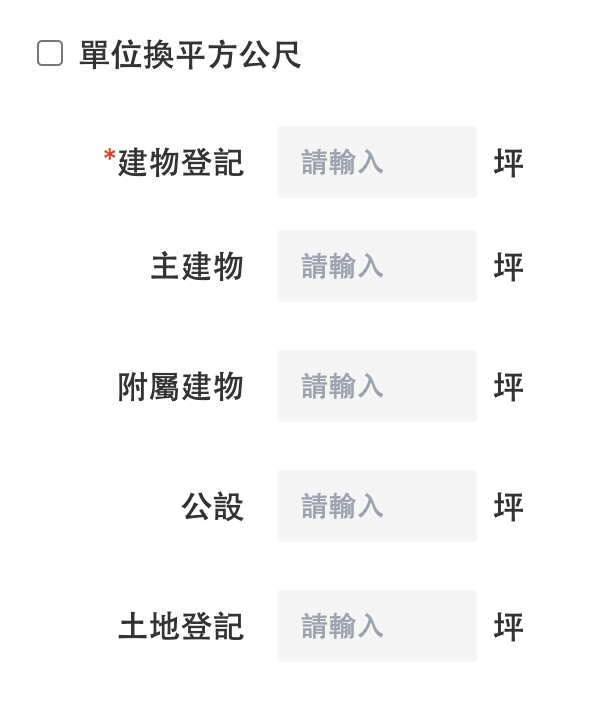 單位換平方公尺
*建物登記 請輸入 坪
主建物 請輸入 坪
附屬建物 請輸入 坪
公設 請輸入 坪
土地登記 請輸入 坪